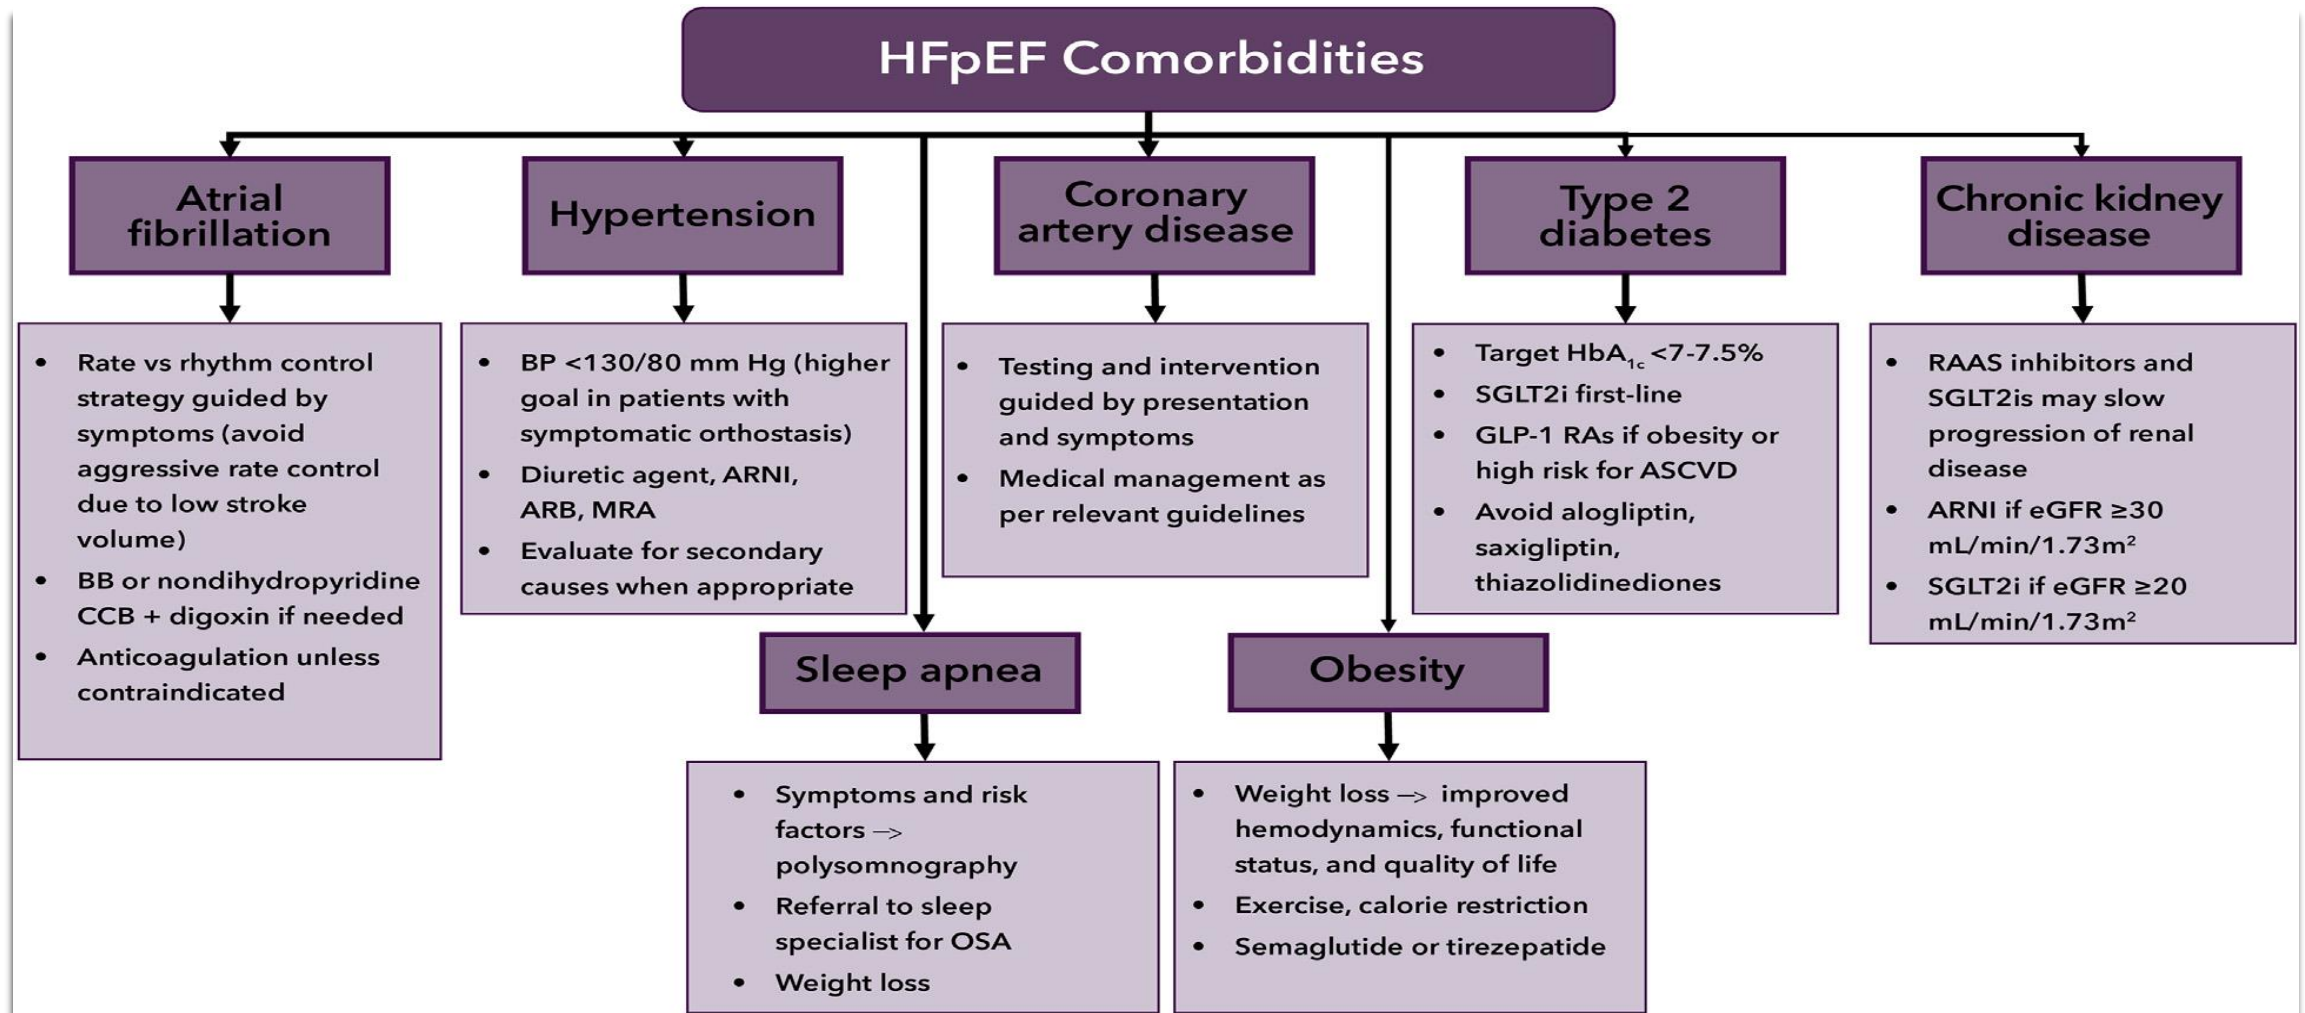 HFpEF Comorbidities
Atrial
fibrillation
• Rate vs rhythm control
strategy guided by
symptoms (avoid
aggressive rate control
due to low stroke
volume)
• BB or nondihydropyridine
CCB + digoxin if needed
• Anticoagulation unless
contraindicated
Hypertension
• BP <130/80 mm Hg (higher
goal in patients with
symptomatic orthostasis)
• Diuretic agent, ARNI,
ARB, MRA
• Evaluate for secondary
causes when appropriate
Coronary
artery disease
• Testing and intervention
guided by presentation
and symptoms
• Medical management as
per relevant guidelines
Type 2
diabetes
• Target HbA1c <7-7.5%
• SGLT2i first-line
• GLP-1 RAs if obesity or
high risk for ASCVD
• Avoid alogliptin,
saxigliptin,
thiazolidinediones
Chronic kidney
disease
• RAAS inhibitors and
SGLT2is may slow
progression of renal
disease
• ARNI if eGFR ≥30
mL/min/1.73m²
• SGLT2i if eGFR ≥20
mL/min/1.73m²
Sleep apnea
• Symptoms and risk
factors —>
polysomnography
• Referral to sleep
specialist for OSA
• Weight loss
Obesity
• Weight loss —> improved
hemodynamics, functional
status, and quality of life
• Exercise, calorie restriction
• Semaglutide or tirezepatide